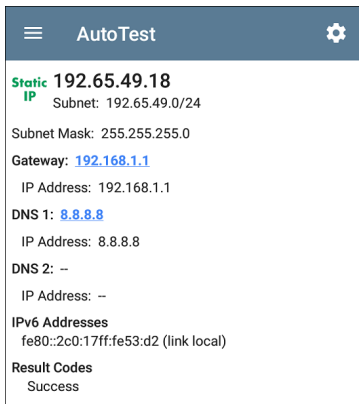 AutoTest
Static IP
192.65.49.18
Subnet: 192.65.49.0/24
Subnet Mask: 255.255.255.0
Gateway: 192.168.1.1
IP Address: 192.168.1.1
DNS 1: 8.8.8.8
IP Address: 8.8.8.8
DNS 2: --
IP Address: --
IPv6 Addresses
fe80::2c0:17ff:fe53:d2 (link local)
Result Codes
Success